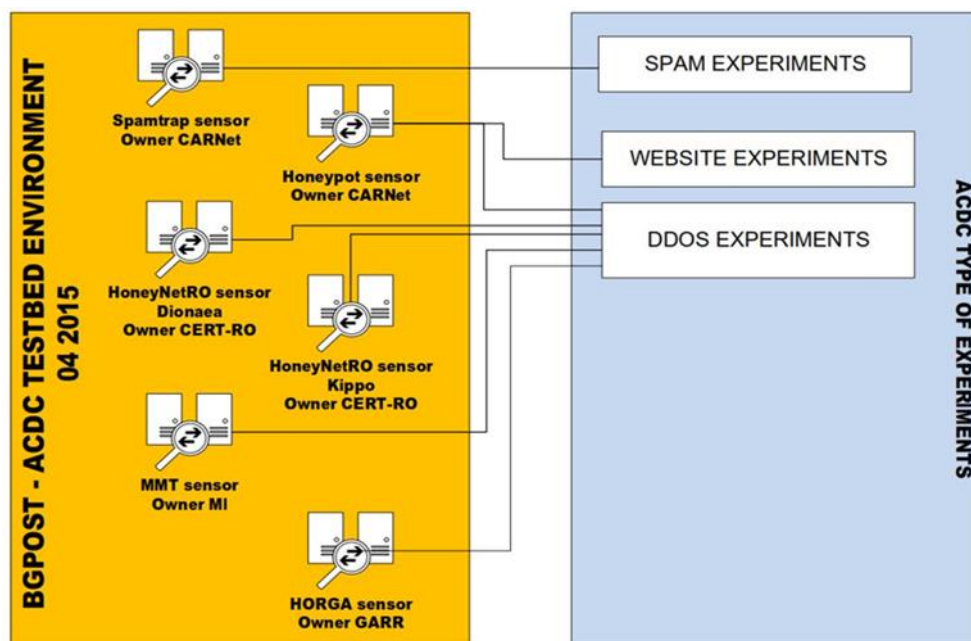 BGPOST - ACDC TESTBED ENVIRONMENT
04 2015
Spamtrap sensor
Owner CARNet
Honeypot sensor
Owner CARNet
HoneyNetRO sensor
Dionaea
Owner CERT-RO
HoneyNetRO sensor
Kippo
Owner CERT-RO
MMT sensor
Owner MI
HORGA sensor
Owner GARR
SPAM EXPERIMENTS
WEBSITE EXPERIMENTS
DDOS EXPERIMENTS
ACDC TYPE OF EXPERIMENTS